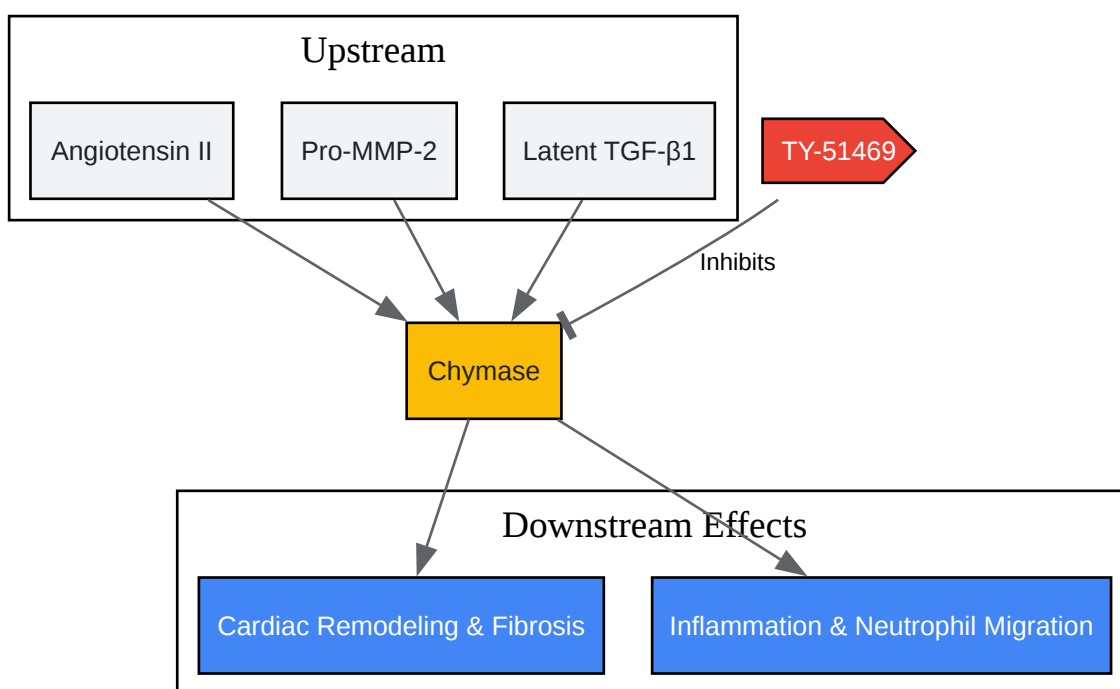 Upstream
Angiotensin II
Pro-MMP-2
Latent TGF-β1
TY-51469
Inhibits
Chymase
Downstream Effects
Cardiac Remodeling & Fibrosis
Inflammation & Neutrophil Migration